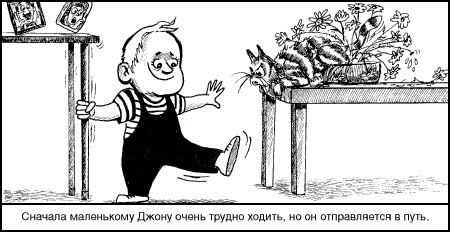 Сначала маленькому Джону очень трудно ходить, но он отправляется в путь.